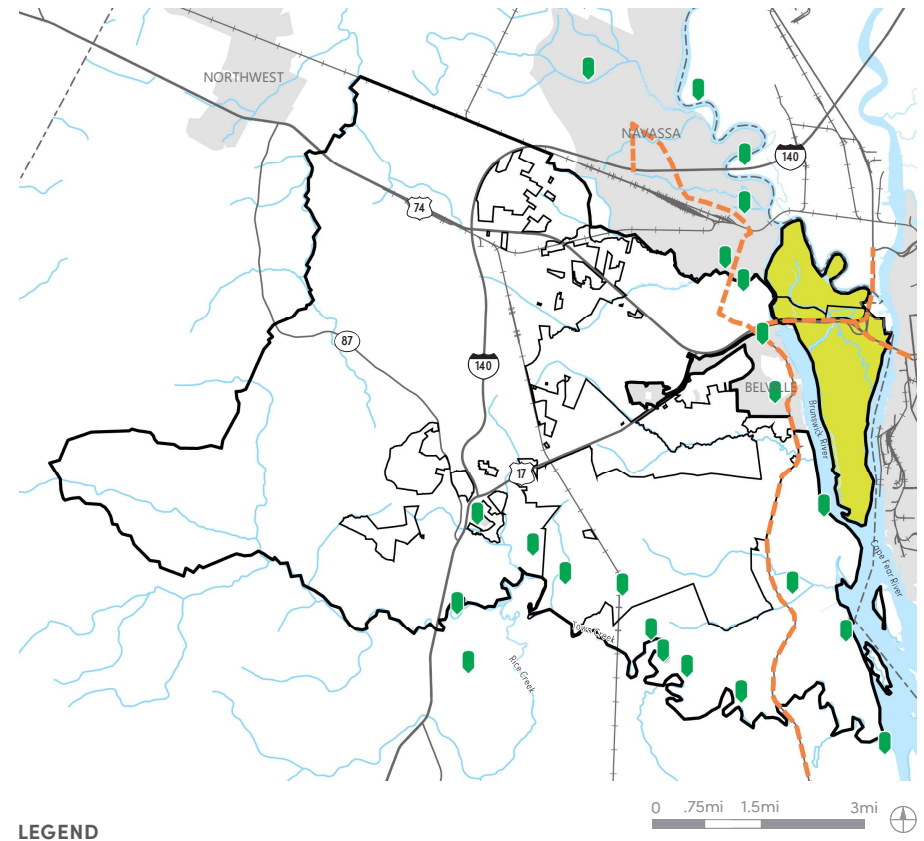 NORTHWEST
NAVASSA
140
74
87
140
BELVILLE
Brunswick River
17
Cape Fear River
Town Creek
Rice Creek
0 .75mi 1.5mi 3mi
LEGEND